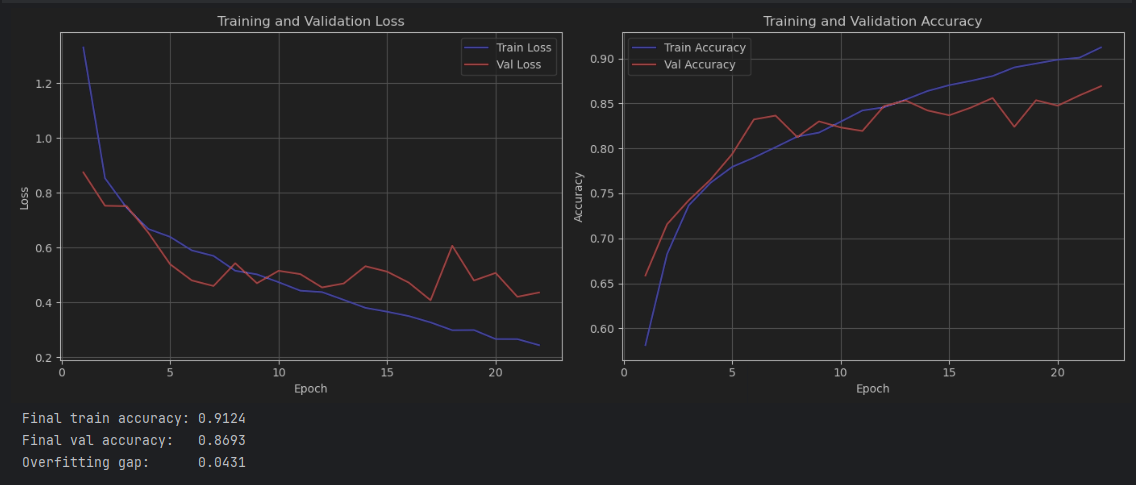 Training and Validation Loss
Train Loss
Val Loss
1.2
1.0
0.8
0.6
0.4
0.2
Loss
0 5 10 15 20
Epoch
Training and Validation Accuracy
Train Accuracy
Val Accuracy
0.90
0.85
0.80
0.75
0.70
0.65
0.60
Accuracy
0 5 10 15 20
Epoch
Final train accuracy: 0.9124
Final val accuracy: 0.8693
Overfitting gap: 0.0431